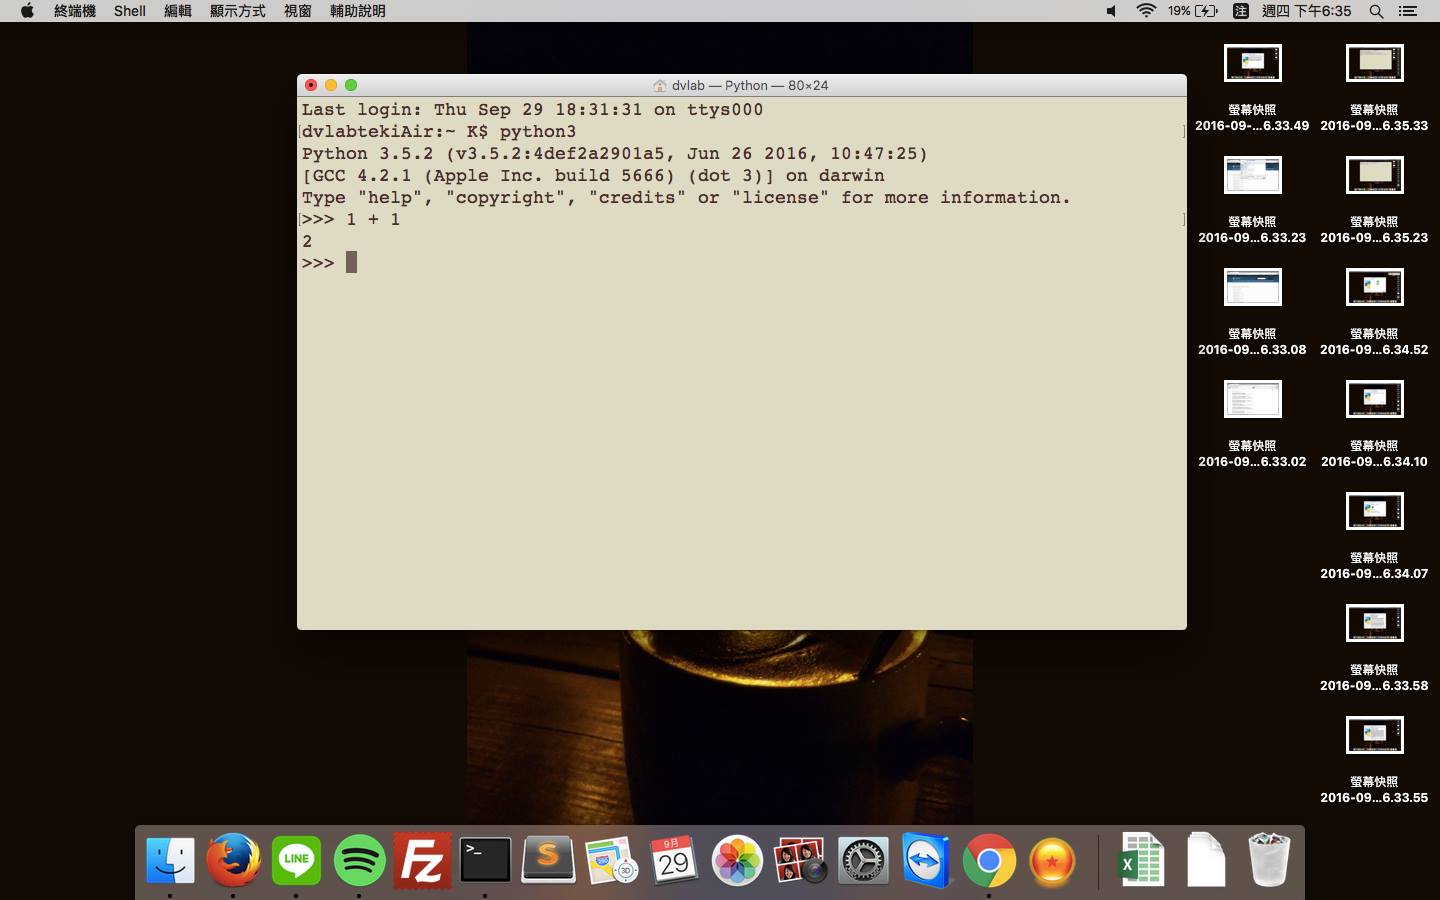 終端機 Shell 編輯 顯示方式 視窗 輔助說明 19% 注 週四 下午6:35
dvlab — Python — 80×24
Last login: Thu Sep 29 18:31:31 on ttys000
dvlabtekiAir:~ K$ python3
Python 3.5.2 (v3.5.2:4def2a2901a5, Jun 26 2016, 10:47:25)
[GCC 4.2.1 (Apple Inc. build 5666) (dot 3)] on darwin
Type "help", "copyright", "credits" or "license" for more information.
>>> 1 + 1
2
>>>
螢幕快照
2016-09-...6.33.49
螢幕快照
2016-09...6.35.33
螢幕快照
2016-09...6.33.23
螢幕快照
2016-09...6.35.23
螢幕快照
2016-09...6.33.08
螢幕快照
2016-09...6.34.52
螢幕快照
2016-09...6.33.02
螢幕快照
2016-09...6.34.10
螢幕快照
2016-09...6.34.07
螢幕快照
2016-09...6.33.58
螢幕快照
2016-09...6.33.55
LINE
Fz
>_
S
280
3D
9月
29
X